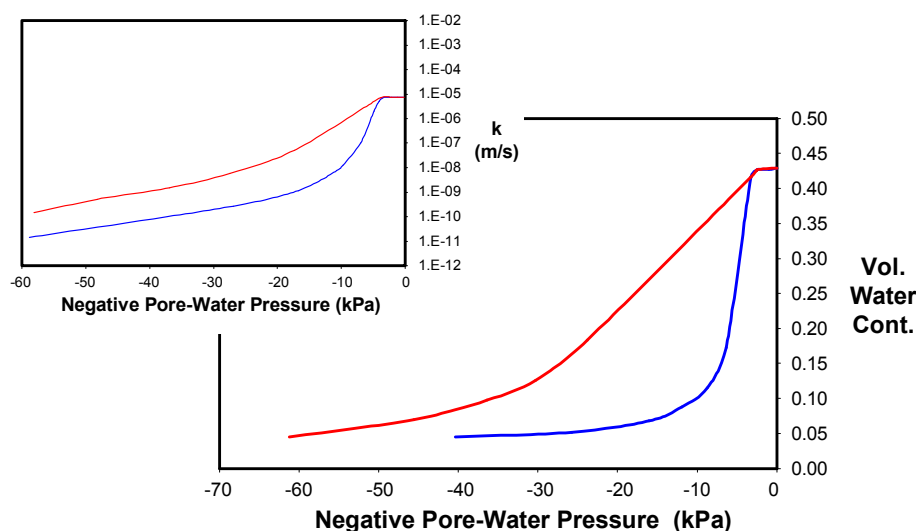 1.E-02
1.E-03
1.E-04
1.E-05
1.E-06
1.E-07
1.E-08
1.E-09
1.E-10
1.E-11
1.E-12
k
(m/s)
-60 -50 -40 -30 -20 -10 0
Negative Pore-Water Pressure (kPa)
0.50
0.45
0.40
0.35
0.30
0.25
0.20
0.15
0.10
0.05
0.00
Vol.
Water
Cont.
-70 -60 -50 -40 -30 -20 -10 0
Negative Pore-Water Pressure (kPa)